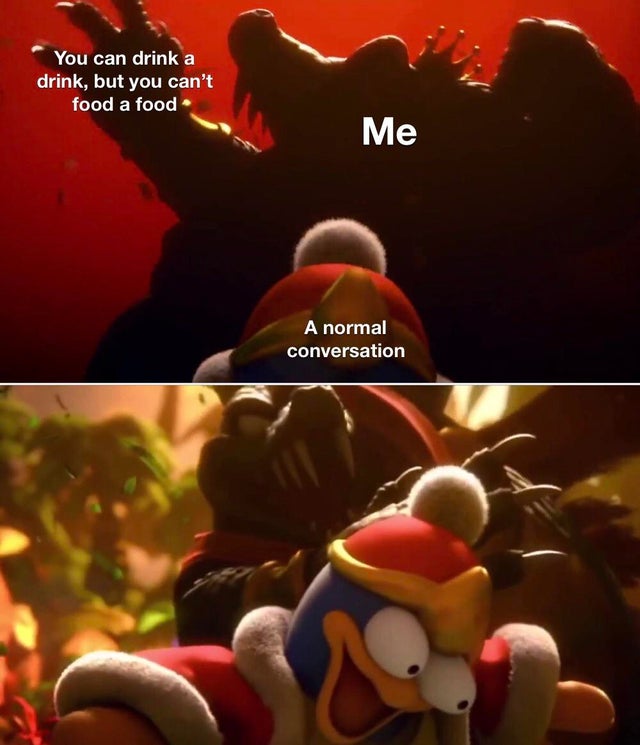 You can drink a
drink, but you can’t
food a food
Me
A normal
conversation